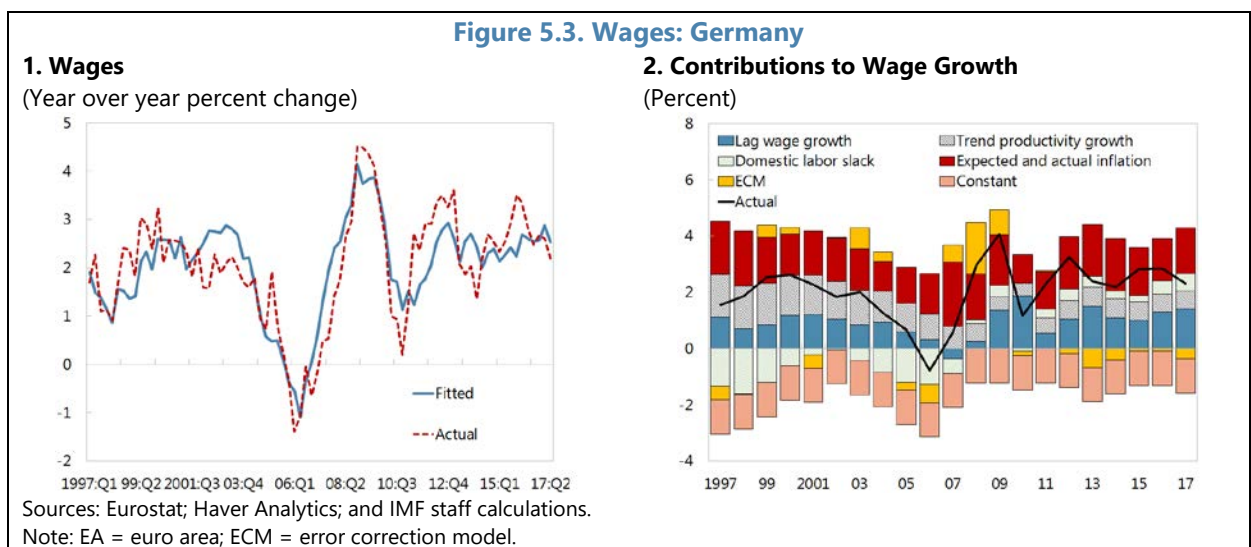 Figure 5.3. Wages: Germany
1. Wages
(Year over year percent change)
5
4
3
2
1
0
-1
-2
Fitted
Actual
1997:Q1 99:Q2 2001:Q3 03:Q4 06:Q1 08:Q2 10:Q3 12:Q4 15:Q1 17:Q2
2. Contributions to Wage Growth
(Percent)
8
6
4
2
0
-2
-4
Lag wage growth Trend productivity growth
Domestic labor slack Expected and actual inflation
ECM Constant
Actual
1997 99 2001 03 05 07 09 11 13 15 17
Sources: Eurostat; Haver Analytics; and IMF staff calculations.
Note: EA = euro area; ECM = error correction model.